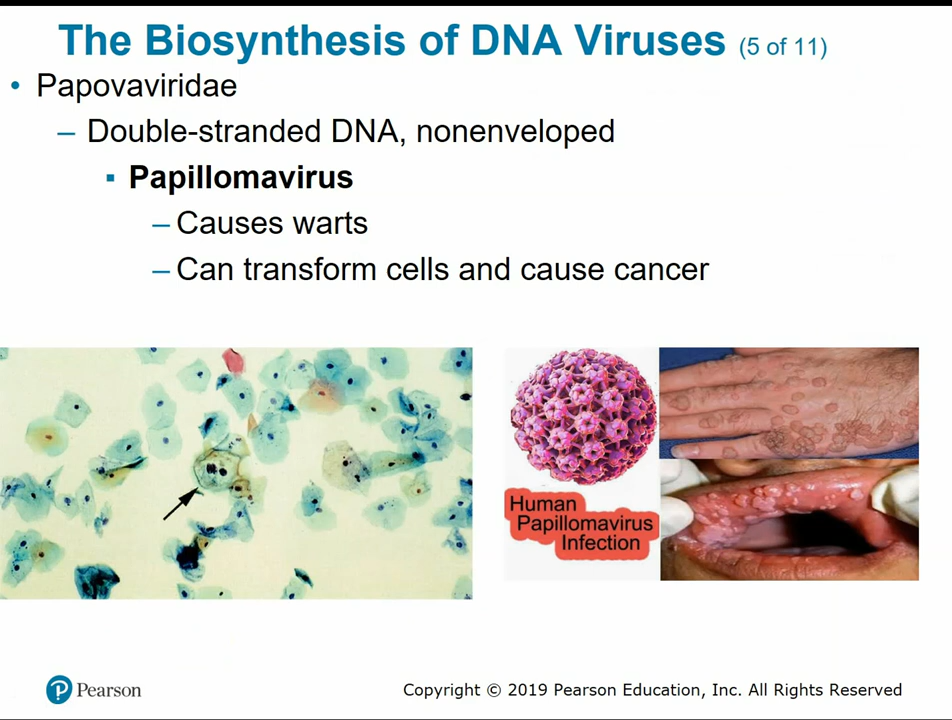 The Biosynthesis of DNA Viruses (5 of 11)
• Papovaviridae
– Double-stranded DNA, nonenveloped
▪ Papillomavirus
– Causes warts
– Can transform cells and cause cancer
Human
Papillomavirus
Infection
Pearson
Copyright © 2019 Pearson Education, Inc. All Rights Reserved